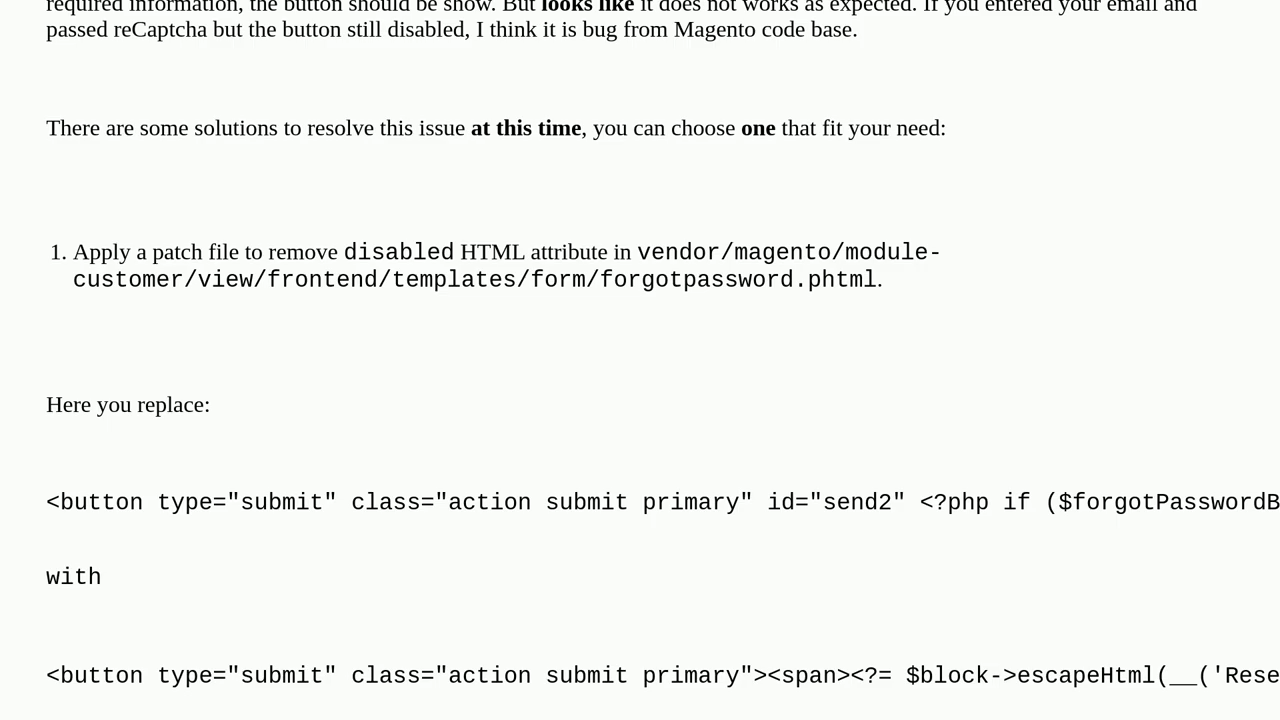 required information, the button should be show. But looks like it does not works as expected. If you entered your email and
passed reCaptcha but the button still disabled, I think it is bug from Magento code base.
There are some solutions to resolve this issue at this time, you can choose one that fit your need:
1. Apply a patch file to remove disabled HTML attribute in vendor/magento/module-
customer/view/frontend/templates/form/forgotpassword.phtml.
Here you replace:
<button type="submit" class="action submit primary" id="send2" <?php if ($forgotPasswordB
with
<button type="submit" class="action submit primary"><span><?= $block->escapeHtml(__('Rese